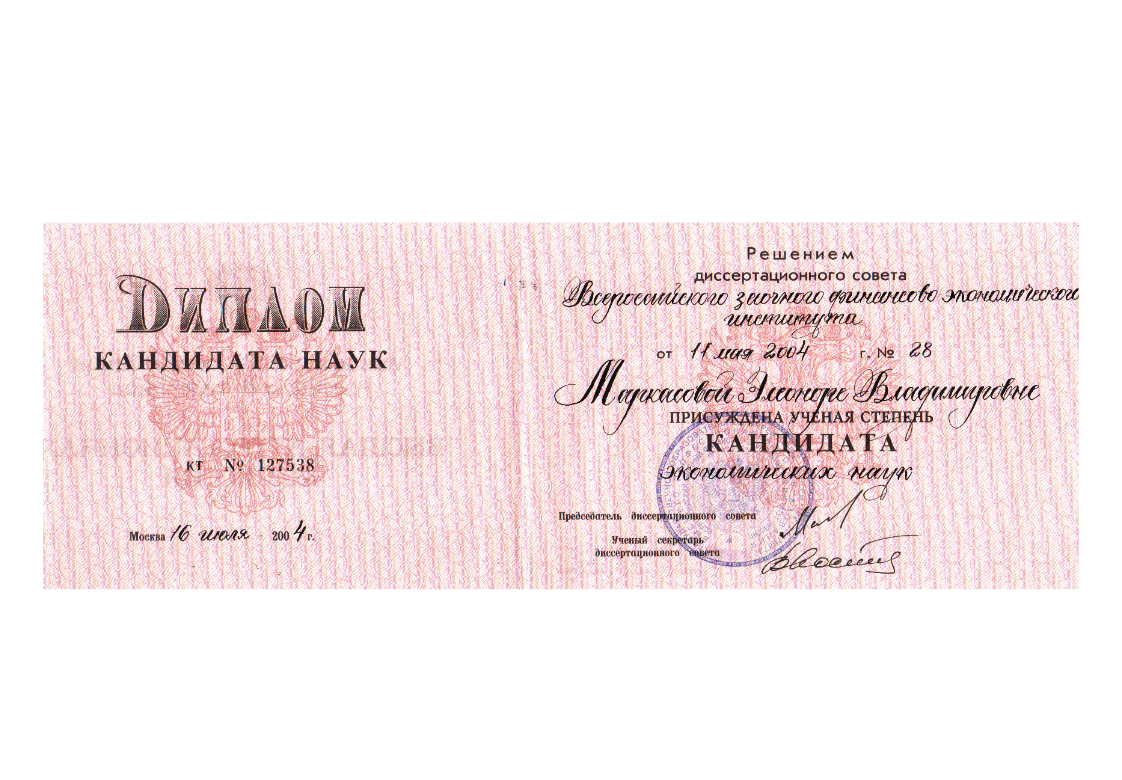 Диплом
КАНДИДАТА НАУК
КТ № 127538
Москва 16 июля 2004 г.
Решением
диссертационного совета
Всероссийского заочного финансово-экономического
института
от 11 мая 2004 г. № 28
Маркасовой Элеоноре Владимировне
ПРИСУЖДЕНА УЧЕНАЯ СТЕПЕНЬ
КАНДИДАТА
экономических наук
Председатель диссертационного совета
Ученый секретарь
диссертационного совета